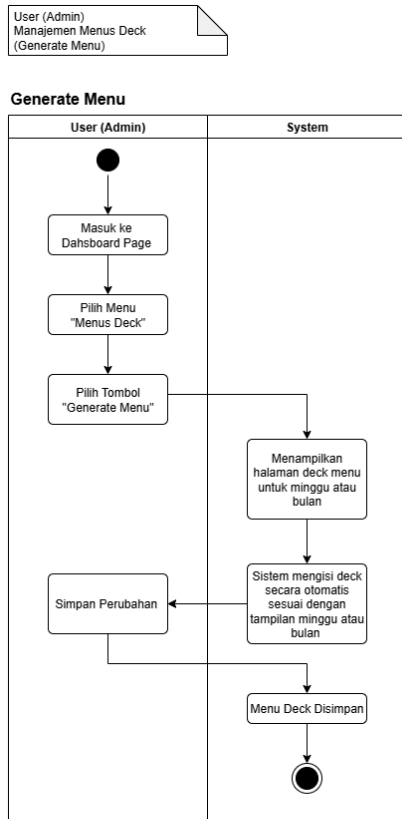 User (Admin)
Manajemen Menus Deck
(Generate Menu)
Generate Menu
User (Admin)
System
Masuk ke
Dahsboard Page
Pilih Menu
"Menus Deck"
Pilih Tombol
"Generate Menu"
Menampilkan
halaman deck menu
untuk minggu atau
bulan
Sistem mengisi deck
secara otomatis
sesuai dengan
tampilan minggu atau
bulan
Simpan Perubahan
Menu Deck Disimpan